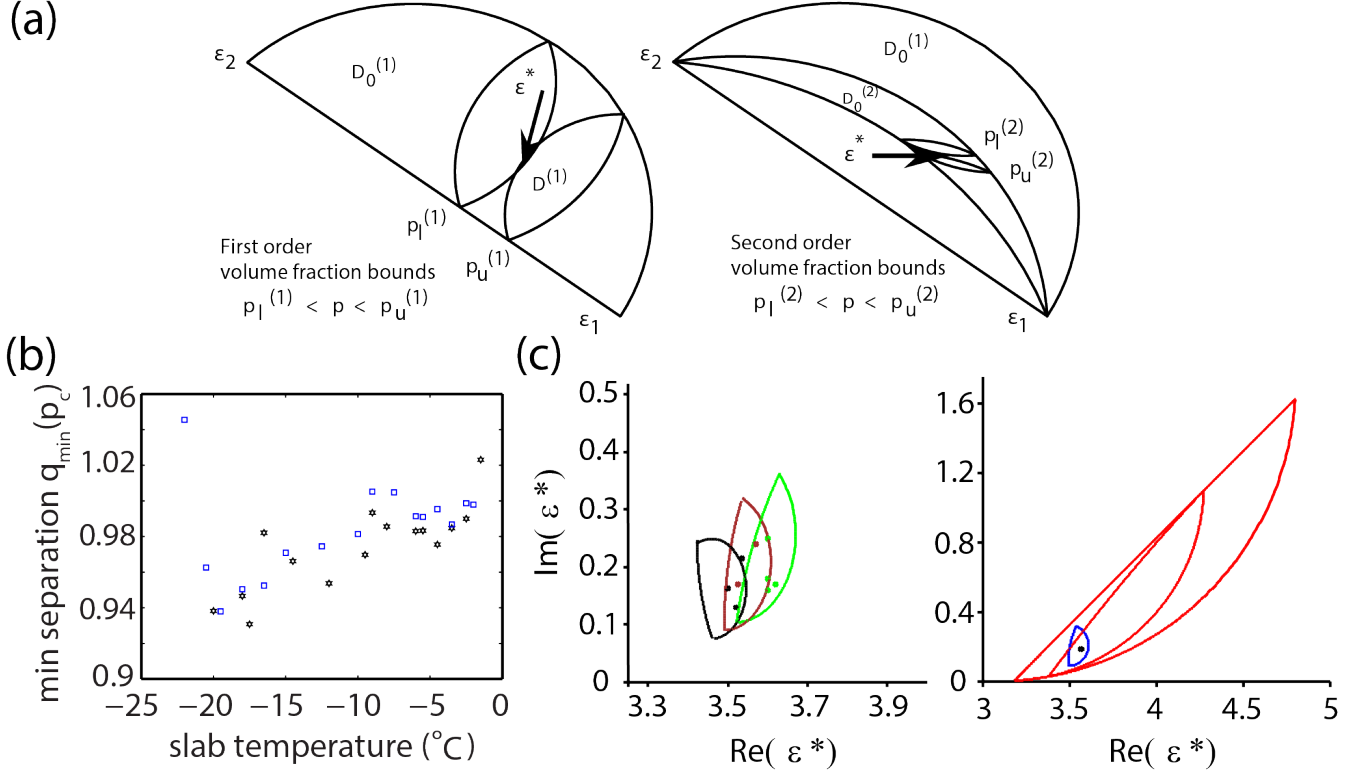 (a)
ε2
D0(1)
ε*
D(1)
pl(1)
pu(1)
ε1
First order
volume fraction bounds
pl(1) < p < pu(1)
ε2
D0(1)
D0(2)
ε*
pl(2)
pu(2)
ε1
Second order
volume fraction bounds
pl(2) < p < pu(2)
(b)
min separation qmin(pc)
1.06
1.02
0.98
0.94
0.9
−25 −20 −15 −10 −5 0
slab temperature (°C)
(c)
Im( ε*)
0.5
0.4
0.3
0.2
0.1
0
3.3 3.5 3.7 3.9
Re( ε*)
1.6
1.2
0.8
0.4
0
3 3.5 4 4.5 5
Re( ε*)